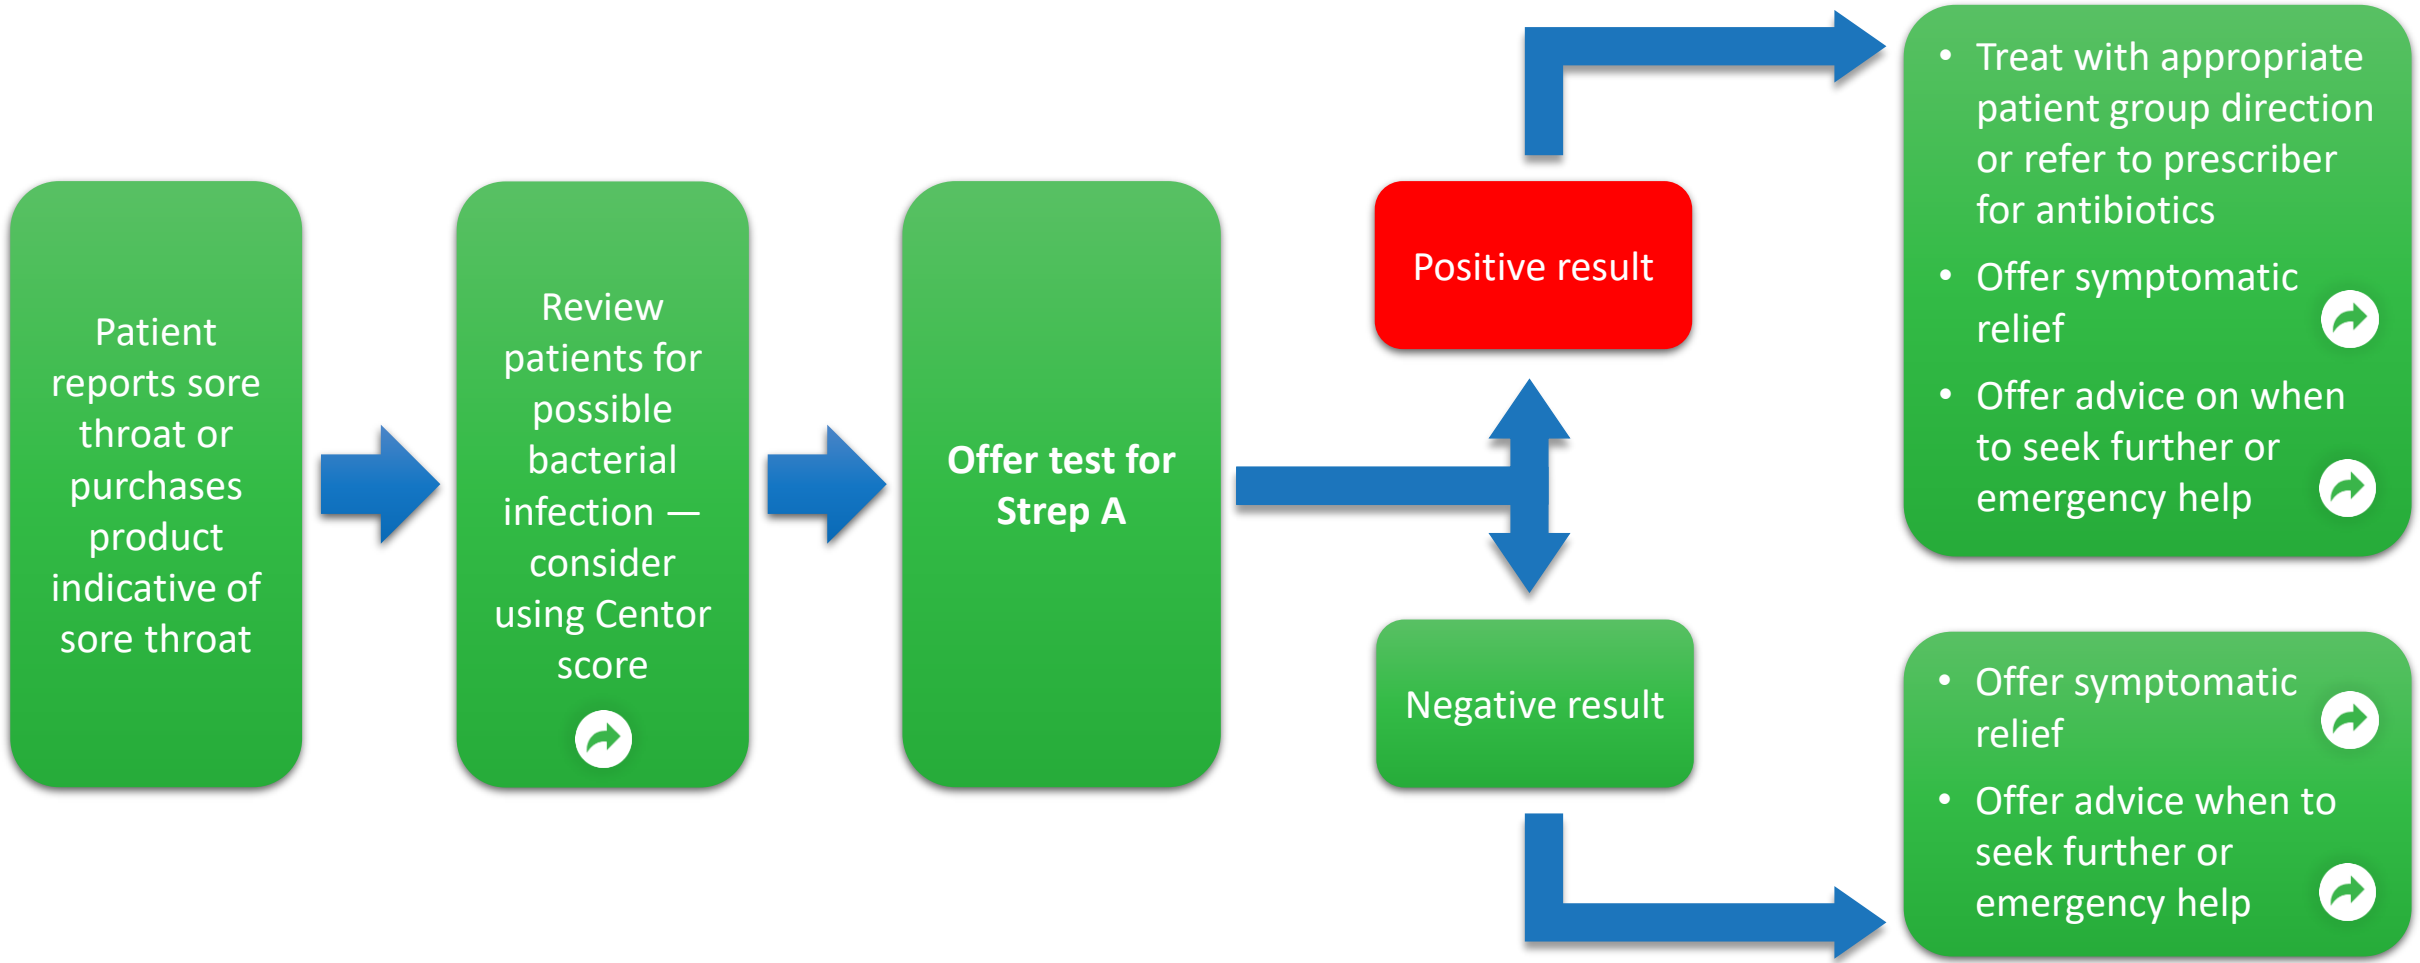 Patient
reports sore
throat or
purchases
product
indicative of
sore throat
Review
patients for
possible
bacterial
infection —
consider
using Centor
score
Offer test for
Strep A
Positive result
Negative result
• Treat with appropriate
patient group direction
or refer to prescriber
for antibiotics
• Offer symptomatic
relief
• Offer advice on when
to seek further or
emergency help
• Offer symptomatic
relief
• Offer advice when to
seek further or
emergency help